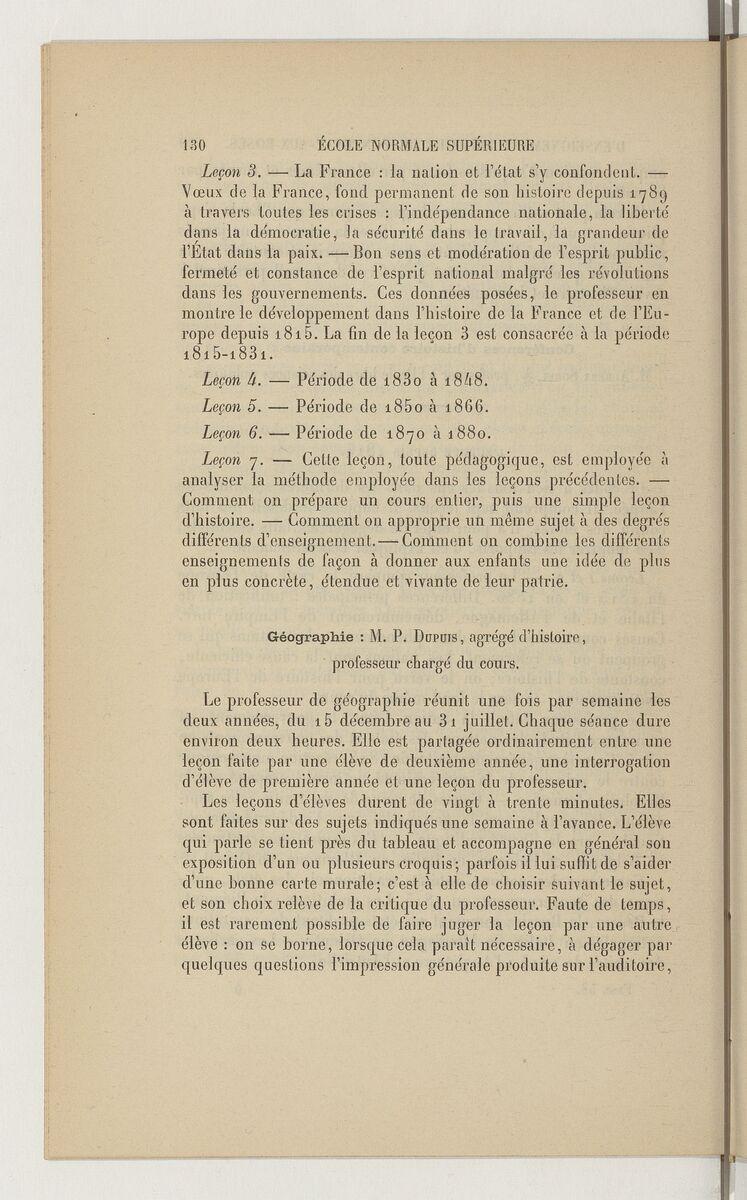 130 ÉCOLE NORMALE SUPÉRIEURE
Leçon 3. — La France : la nation et l'état s'y confondent. —
Vœux de la France, fond permanent de son histoire depuis 1789
à travers toutes les crises : l'indépendance nationale, la liberté
dans la démocratie, la sécurité dans le travail, la grandeur de
l'État dans la paix. — Bon sens et modération de l'esprit public,
fermeté et constance de l'esprit national malgré les révolutions
dans les gouvernements. Ces données posées, le professeur en
montre le développement dans l'histoire de la France et de l'Eu-
rope depuis 1815. La fin de la leçon 3 est consacrée à la période
1815-1831.
Leçon 4. — Période de 1830 à 1848.
Leçon 5. — Période de 1850 à 1866.
Leçon 6. — Période de 1870 à 1880.
Leçon 7. — Cette leçon, toute pédagogique, est employée à
analyser la méthode employée dans les leçons précédentes. —
Comment on prépare un cours entier, puis une simple leçon
d'histoire. — Comment on approprie un même sujet à des degrés
différents d'enseignement. — Comment on combine les différents
enseignements de façon à donner aux enfants une idée de plus
en plus concrète, étendue et vivante de leur patrie.
Géographie : M. P. Dupuis, agrégé d'histoire,
professeur chargé du cours.
Le professeur de géographie réunit une fois par semaine les
deux années, du 15 décembre au 31 juillet. Chaque séance dure
environ deux heures. Elle est partagée ordinairement entre une
leçon faite par une élève de deuxième année, une interrogation
d'élève de première année et une leçon du professeur.
Les leçons d'élèves durent de vingt à trente minutes. Elles
sont faites sur des sujets indiqués une semaine à l'avance. L'élève
qui parle se tient près du tableau et accompagne en général son
exposition d'un ou plusieurs croquis; parfois il lui suffit de s'aider
d'une bonne carte murale; c'est à elle de choisir suivant le sujet,
et son choix relève de la critique du professeur. Faute de temps,
il est rarement possible de faire juger la leçon par une autre
élève : on se borne, lorsque cela paraît nécessaire, à dégager par
quelques questions l'impression générale produite sur l'auditoire,